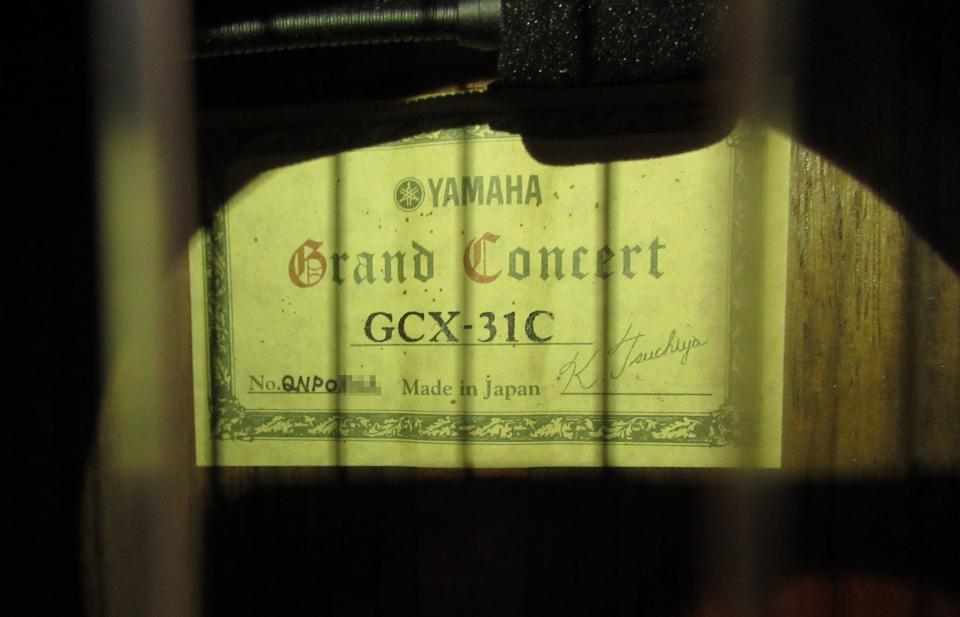 YAMAHA
Grand Concert
GCX-31C
K. Tsuchiya
No. QNPO Made in Japan